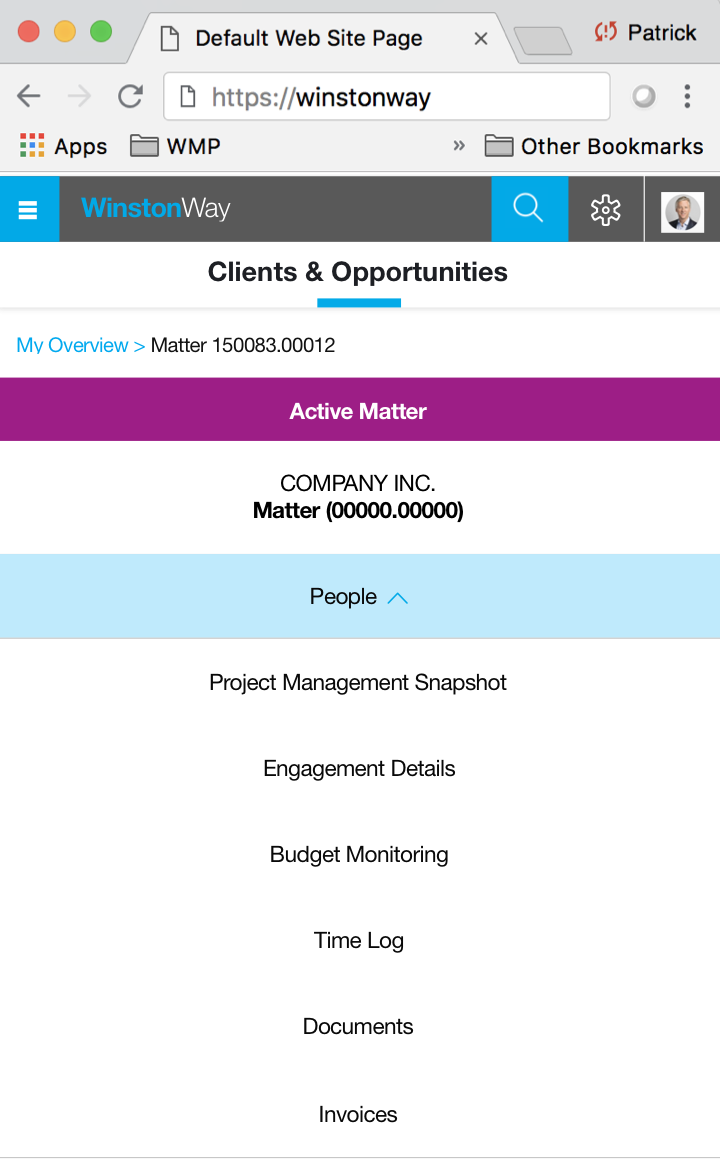 Default Web Site Page
Patrick
https://winstonway
Apps
WMP
»
Other Bookmarks
WinstonWay
Clients & Opportunities
My Overview > Matter 150083.00012
Active Matter
COMPANY INC.
Matter (00000.00000)
People
Project Management Snapshot
Engagement Details
Budget Monitoring
Time Log
Documents
Invoices